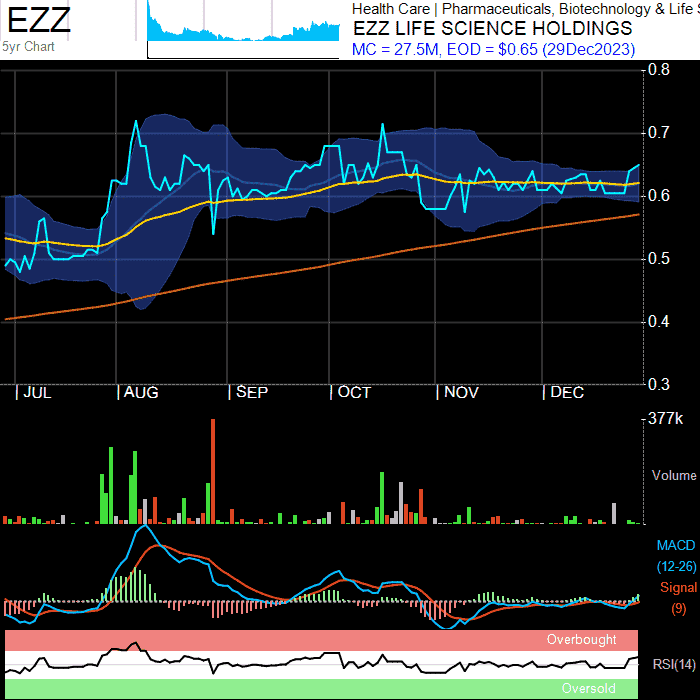 EZZ
5yr Chart
Health Care | Pharmaceuticals, Biotechnology & Life S
EZZ LIFE SCIENCE HOLDINGS
MC = 27.5M, EOD = $0.65 (29Dec2023)
0.8
0.7
0.6
0.5
0.4
0.3
JUL
AUG
SEP
OCT
NOV
DEC
377k
Volume
MACD
(12-26)
Signal
(9)
Overbought
RSI(14)
Oversold